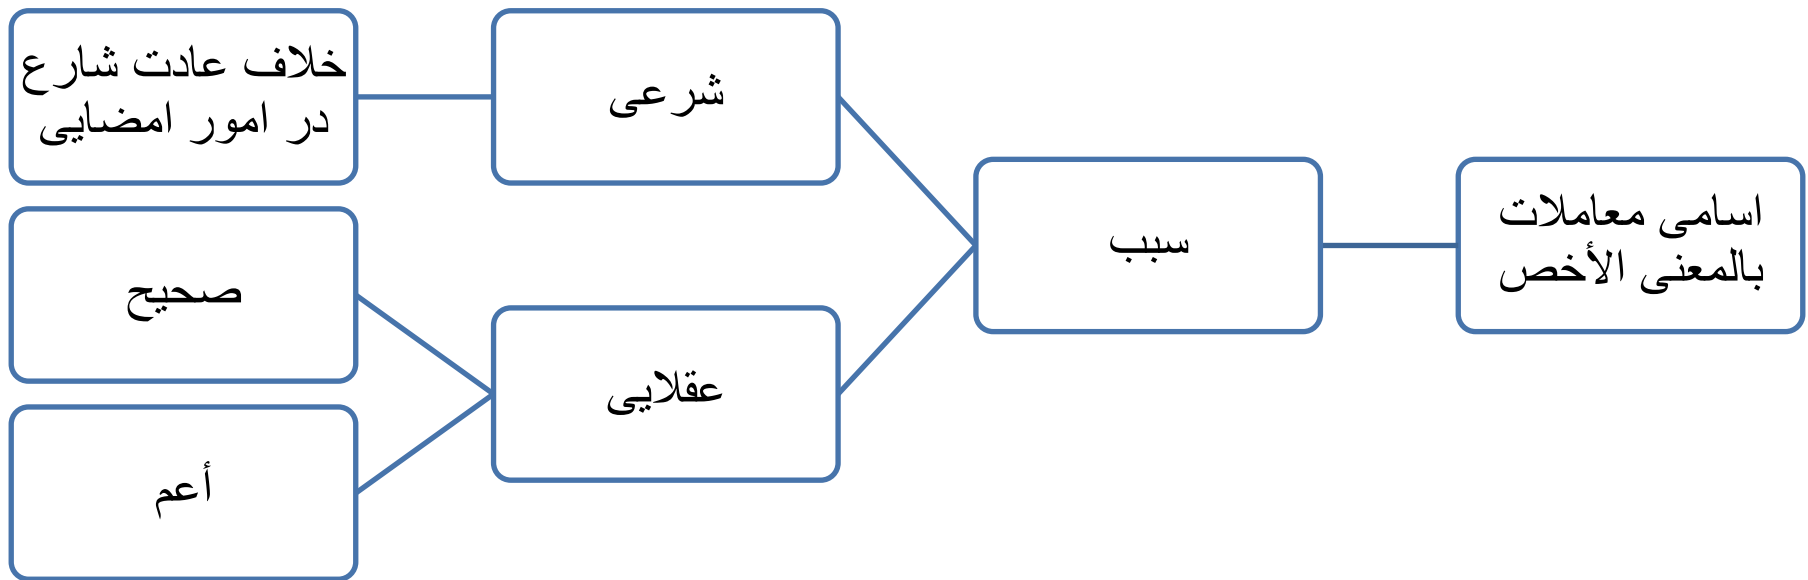 اسامی معاملات
بالمعنی الأخص
سبب
شرعی
خلاف عادت شارع
در امور امضایی
عقلایی
صحیح
أعم